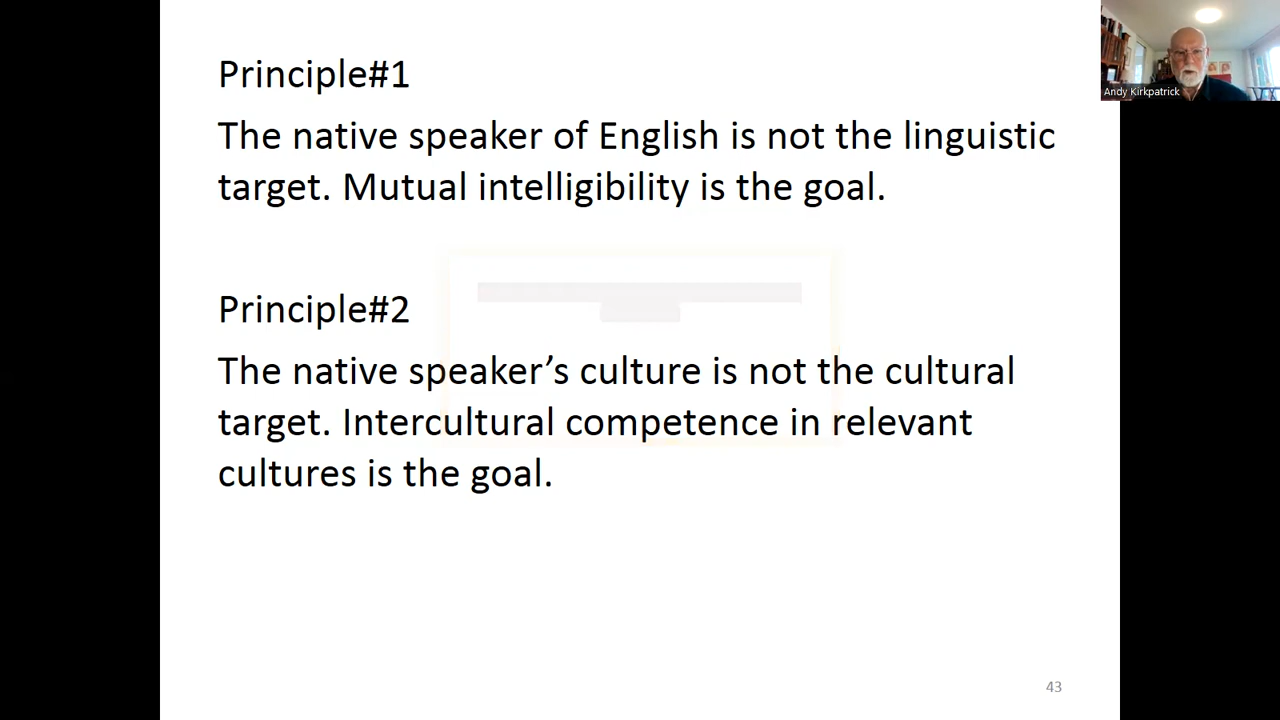 Principle#1
The native speaker of English is not the linguistic
target. Mutual intelligibility is the goal.
Principle#2
The native speaker’s culture is not the cultural
target. Intercultural competence in relevant
cultures is the goal.
43
Andy Kirkpatrick